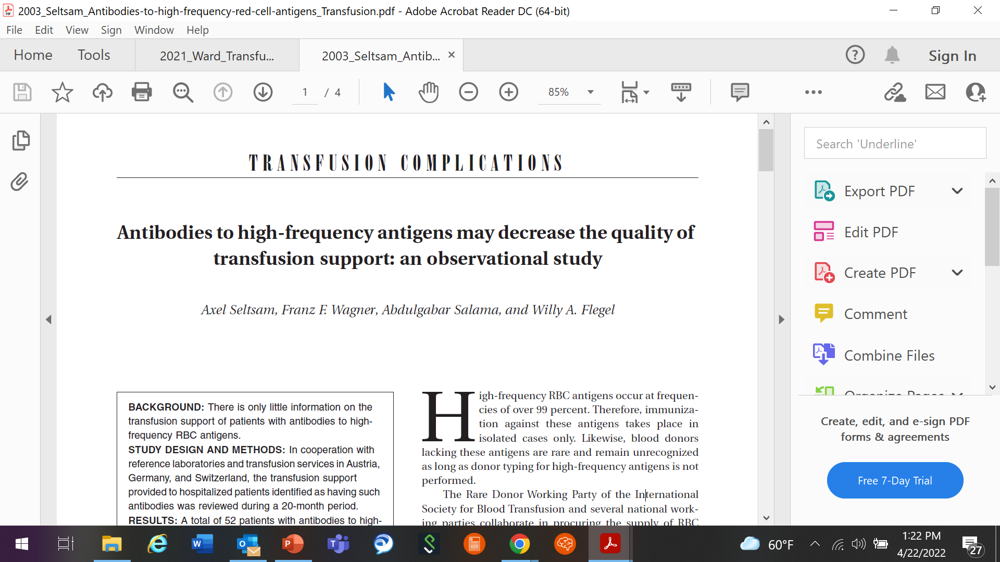 2003_Seltsam_Antibodies-to-high-frequency-red-cell-antigens_Transfusion.pdf - Adobe Acrobat Reader DC (64-bit)
File Edit View Sign Window Help
Home Tools 2021_Ward_Transfu... 2003_Seltsam_Antib... Sign In
1 / 4 85%
Search 'Underline'
TRANSFUSION COMPLICATIONS
Antibodies to high-frequency antigens may decrease the quality of
transfusion support: an observational study
Axel Seltsam, Franz F. Wagner, Abdulgabar Salama, and Willy A. Flegel
BACKGROUND: There is only little information on the
transfusion support of patients with antibodies to high-
frequency RBC antigens.
STUDY DESIGN AND METHODS: In cooperation with
reference laboratories and transfusion services in Austria,
Germany, and Switzerland, the transfusion support
provided to hospitalized patients identified as having such
antibodies was reviewed during a 20-month period.
RESULTS: A total of 52 patients with antibodies to high-
High-frequency RBC antigens occur at frequen-
cies of over 99 percent. Therefore, immuniza-
tion against these antigens takes place in
isolated cases only. Likewise, blood donors
lacking these antigens are rare and remain unrecognized
as long as donor typing for high-frequency antigens is not
performed.
The Rare Donor Working Party of the International
Society for Blood Transfusion and several national work-
ing parties collaborate in procuring the supply of RBC
Export PDF
Edit PDF
Create PDF
Comment
Combine Files
Organize Pages
Create, edit, and e-sign PDF
forms & agreements
Free 7-Day Trial
60°F
1:22 PM
4/22/2022
27